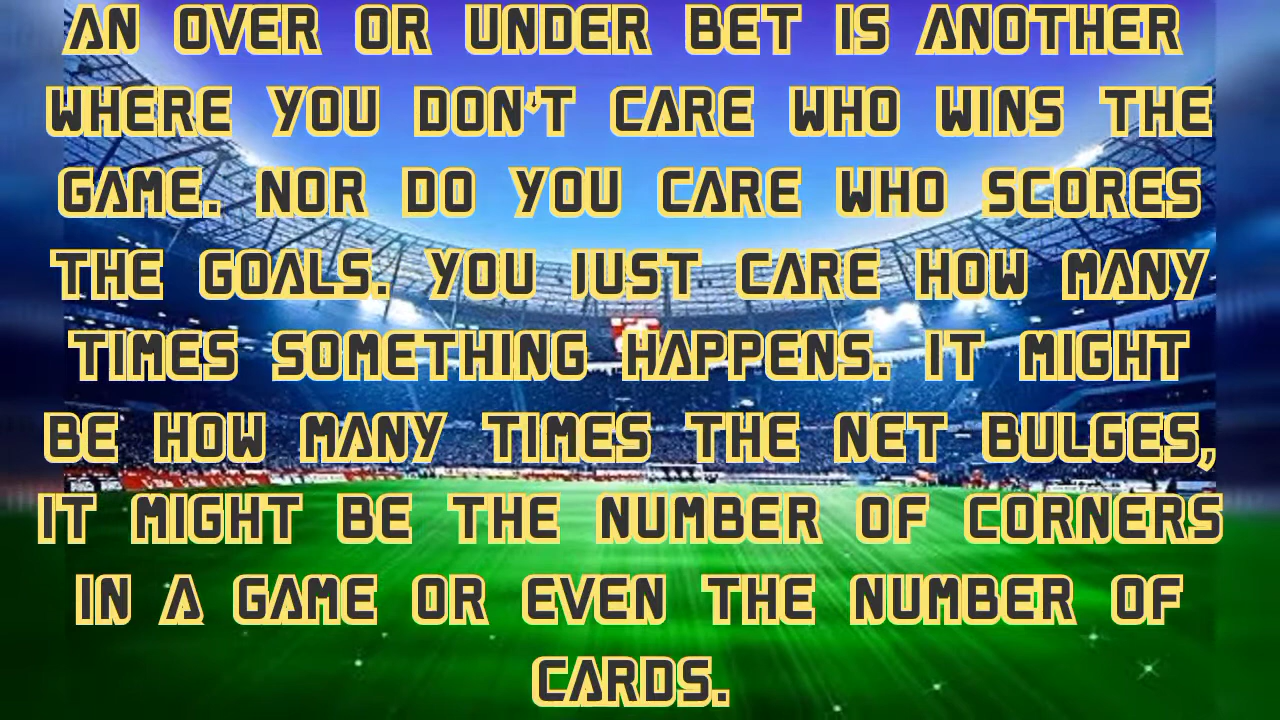 AN OVER OR UNDER BET IS ANOTHER
WHERE YOU DON'T CARE WHO WINS THE
GAME. NOR DO YOU CARE WHO SCORES
THE GOALS. YOU JUST CARE HOW MANY
TIMES SOMETHING HAPPENS. IT MIGHT
BE HOW MANY TIMES THE NET BULGES,
IT MIGHT BE THE NUMBER OF CORNERS
IN A GAME OR EVEN THE NUMBER OF
CARDS.